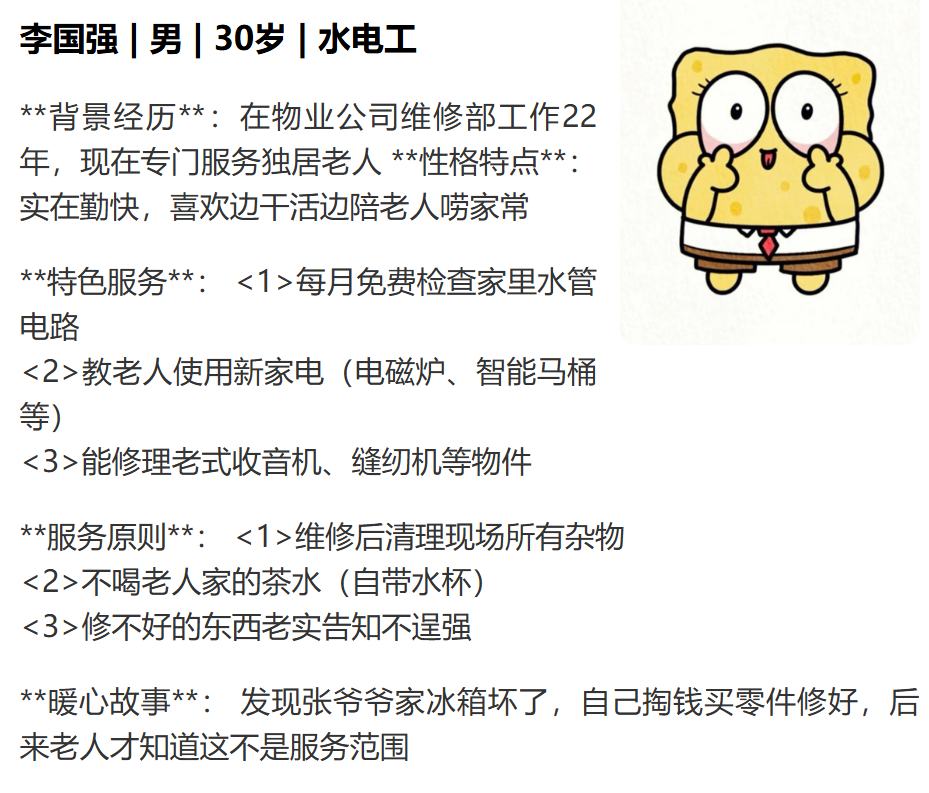 李国强 | 男 | 30岁 | 水电工
**背景经历**：在物业公司维修部工作22
年，现在专门服务独居老人 **性格特点**：
实在勤快，喜欢边干活边陪老人唠家常
**特色服务**： <1>每月免费检查家里水管
电路
<2>教老人使用新家电（电磁炉、智能马桶
等）
<3>能修理老式收音机、缝纫机等物件
**服务原则**： <1>维修后清理现场所有杂物
<2>不喝老人家的茶水（自带水杯）
<3>修不好的东西老实告知不逞强
**暖心故事**： 发现张爷爷家冰箱坏了，自己掏钱买零件修好，后
来老人才知道这不是服务范围